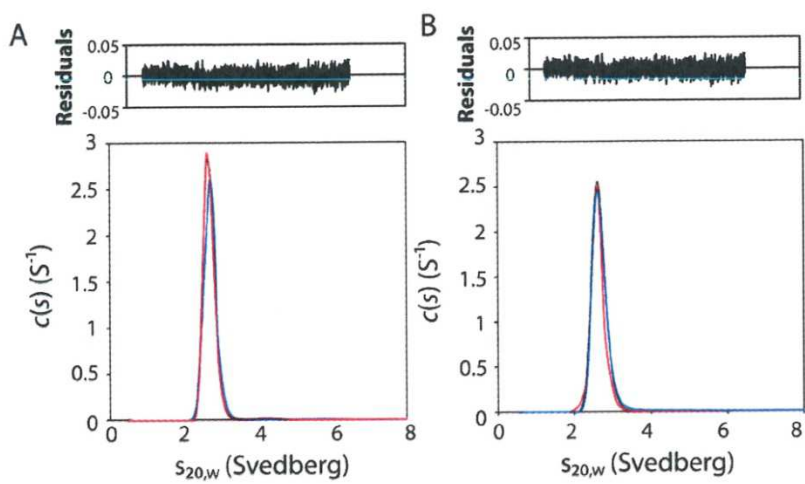 A
Residuals
0.05
0
-0.05
c(s) (S⁻¹)
3
2.5
2
1.5
1
0.5
0
0 2 4 6 8
s20,w (Svedberg)
B
Residuals
0.05
0
-0.05
c(s) (S⁻¹)
3
2.5
2
1.5
1
0.5
0
0 2 4 6 8
s20,w (Svedberg)